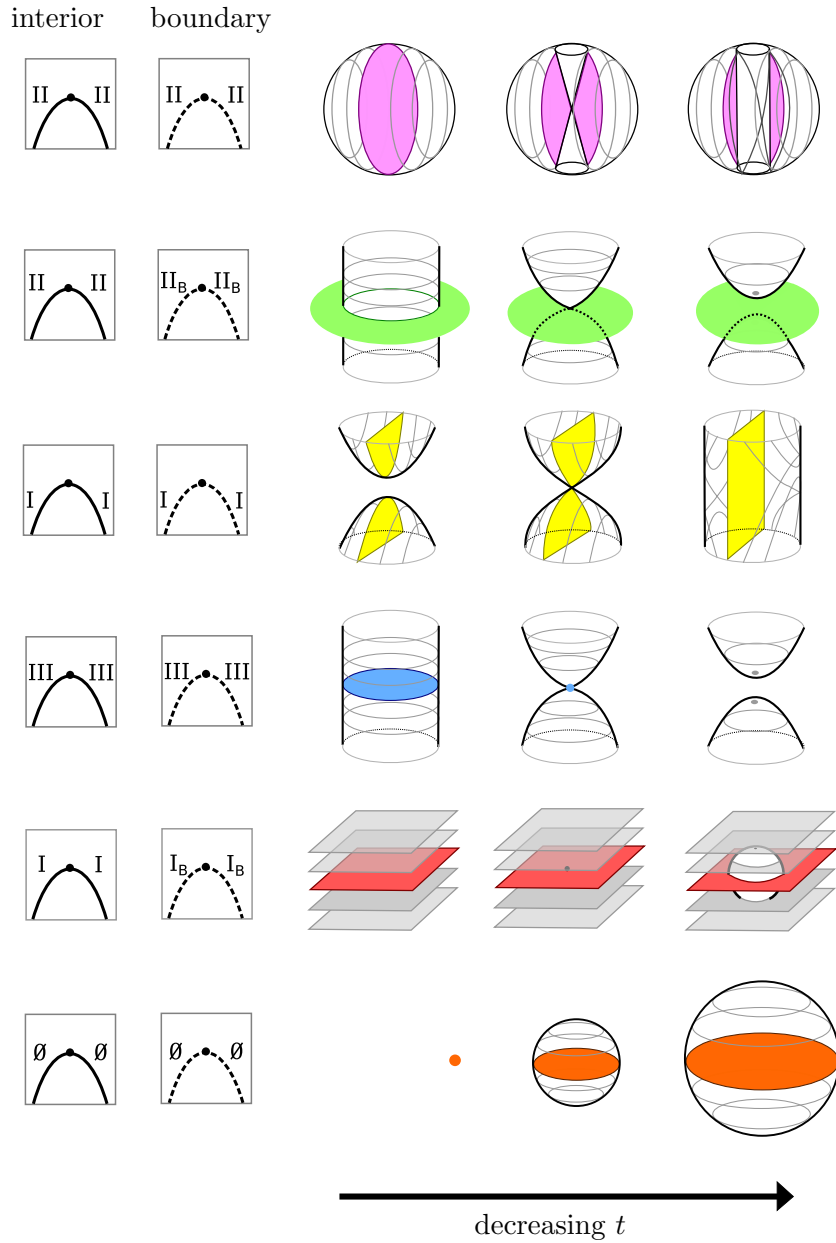 interior boundary
II II II II
II II II_B II_B
I I I I
III III III III
I I I_B I_B
Ø Ø Ø Ø
decreasing t